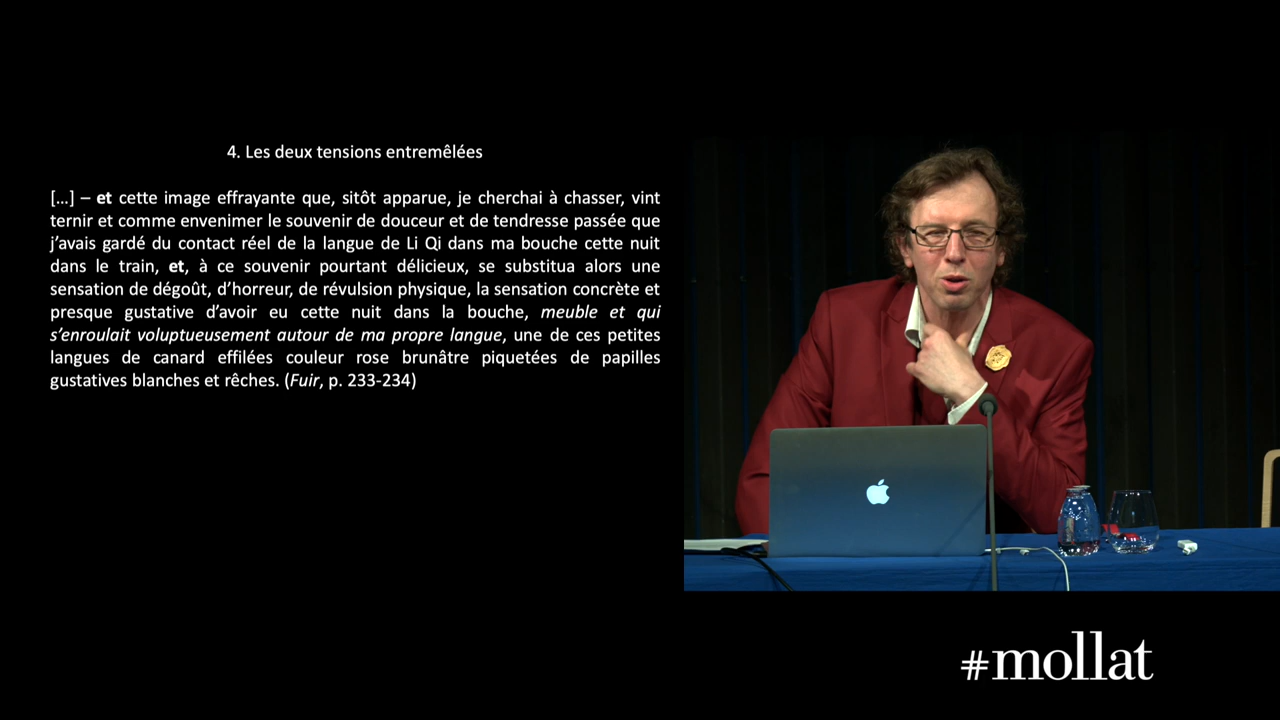 4. Les deux tensions entremêlées
[...] – et cette image effrayante que, sitôt apparue, je cherchai à chasser, vint
ternir et comme envenimer le souvenir de douceur et de tendresse passée que
j’avais gardé du contact réel de la langue de Li Qi dans ma bouche cette nuit
dans le train, et, à ce souvenir pourtant délicieux, se substitua alors une
sensation de dégoût, d’horreur, de révulsion physique, la sensation concrète et
presque gustative d’avoir eu cette nuit dans la bouche, meuble et qui
s’enroulait voluptueusement autour de ma propre langue, une de ces petites
langues de canard effilées couleur rose brunâtre piquetées de papilles
gustatives blanches et rêches. (Fuir, p. 233-234)
#mollat